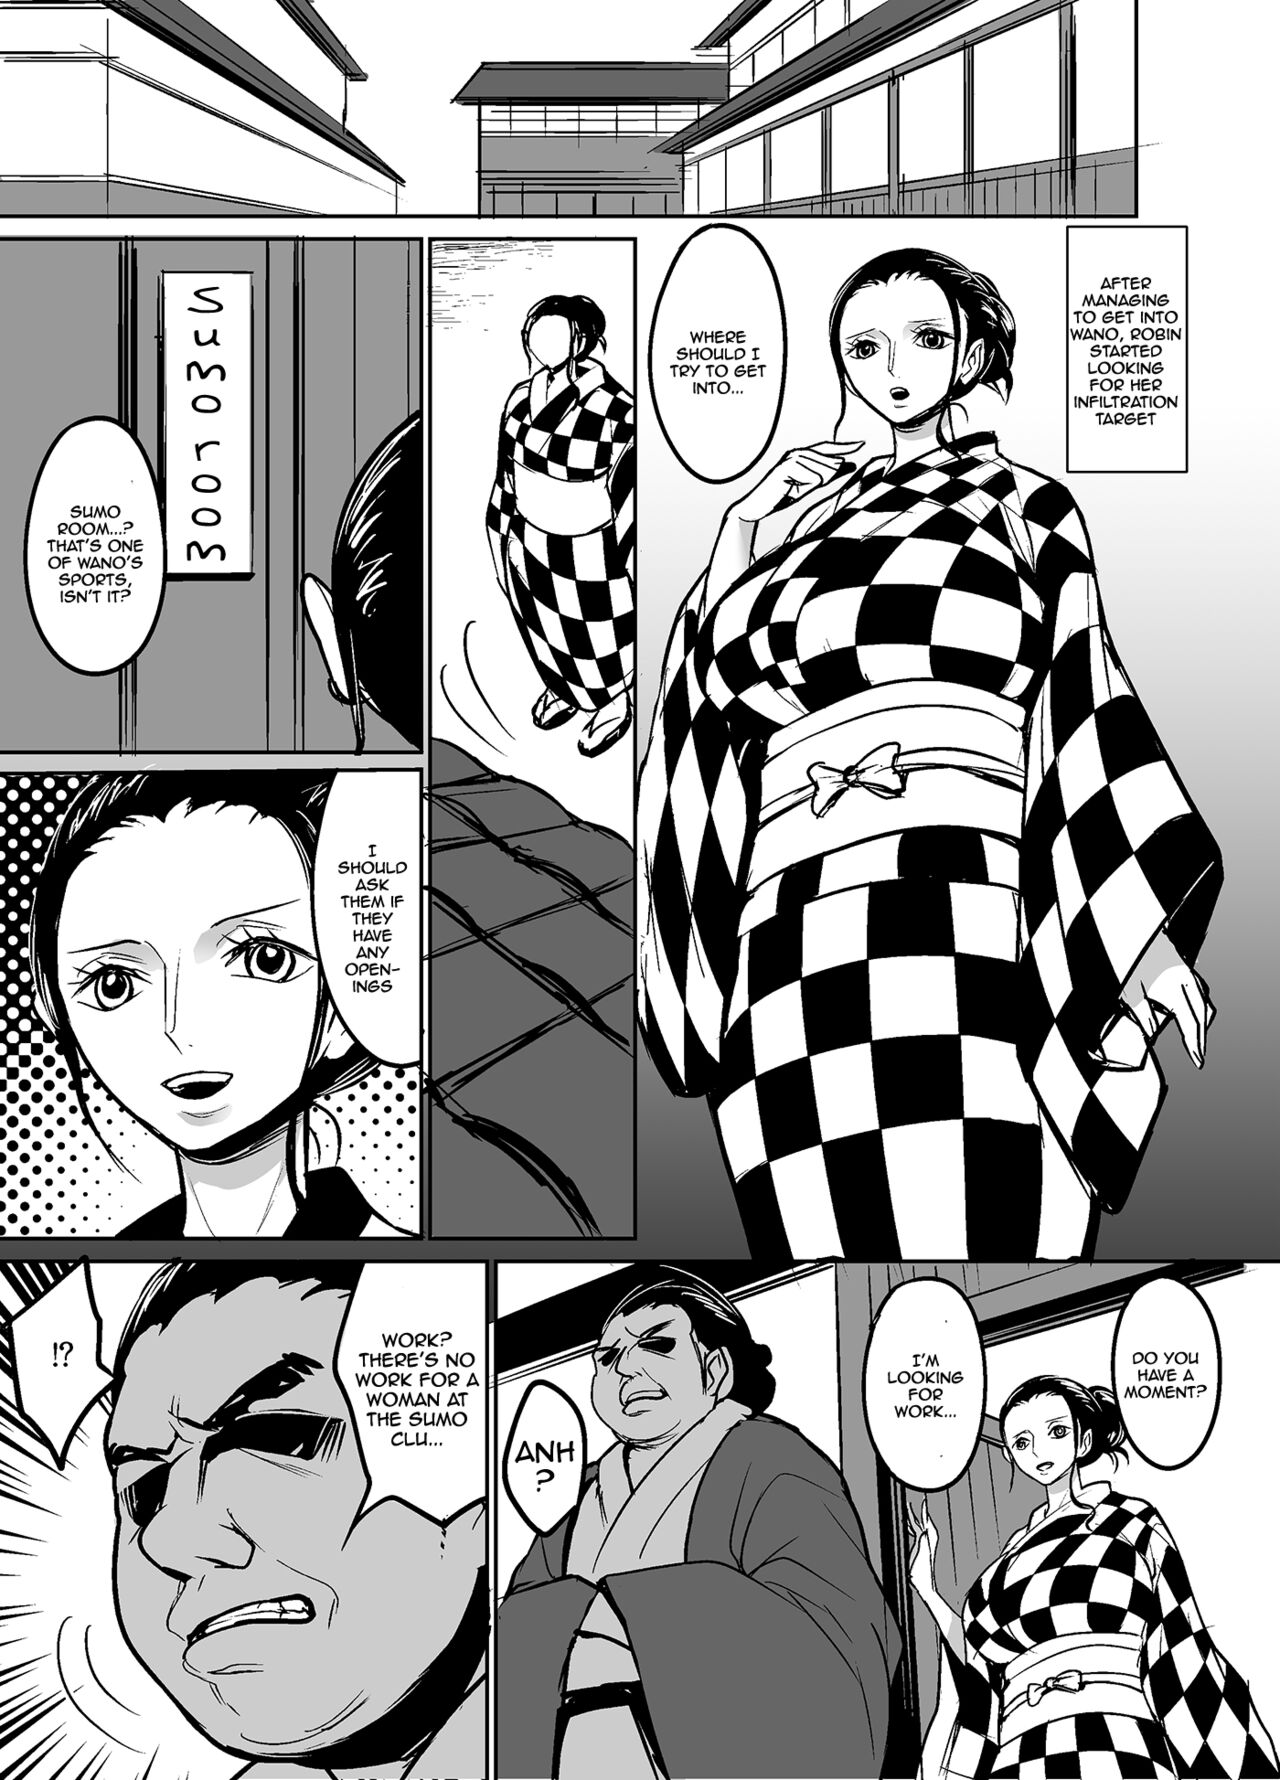 AFTER
MANAGING
TO GET INTO
WANO, ROBIN
STARTED
LOOKING
FOR HER
INFILTRATION
TARGET
WHERE
SHOULD I
TRY TO GET
INTO...
Sumo room
SUMO
ROOM...?
THAT'S ONE
OF WANO'S
SPORTS,
ISN'T IT?
I
SHOULD
ASK
THEM IF
THEY
HAVE
ANY
OPEN-
INGS
DO YOU
HAVE A
MOMENT?
I'M
LOOKING
FOR
WORK...
ANH
?
WORK?
THERE'S NO
WORK FOR A
WOMAN AT
THE SUMO
CLU...
!?